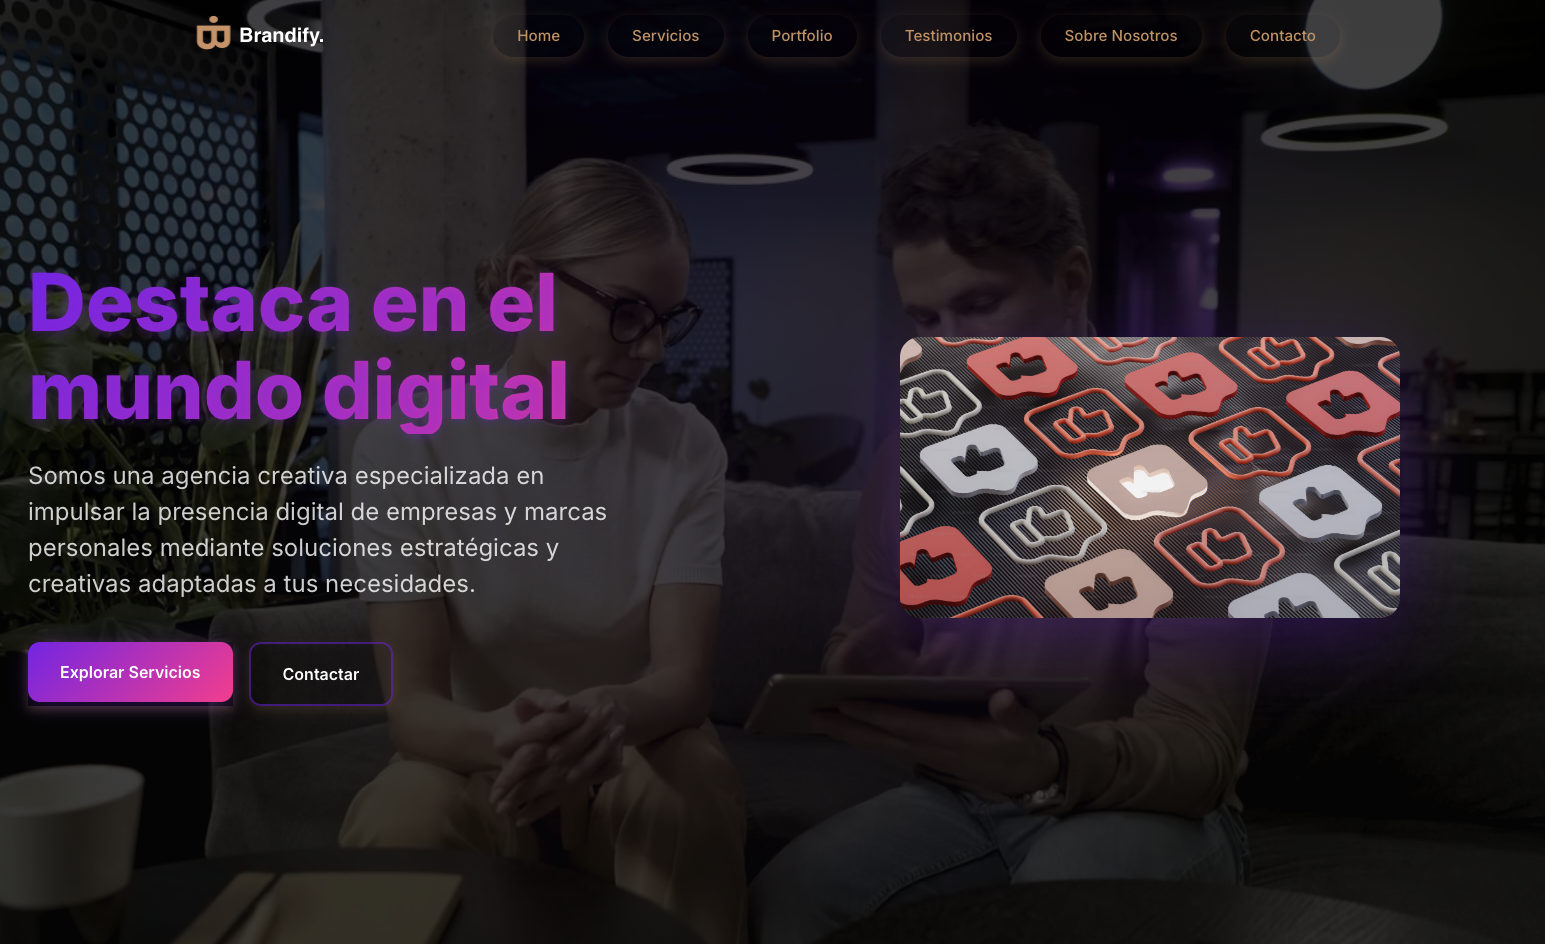 Brandify.
Home
Servicios
Portfolio
Testimonios
Sobre Nosotros
Contacto
Destaca en el
mundo digital
Somos una agencia creativa especializada en
impulsar la presencia digital de empresas y marcas
personales mediante soluciones estratégicas y
creativas adaptadas a tus necesidades.
Explorar Servicios
Contactar